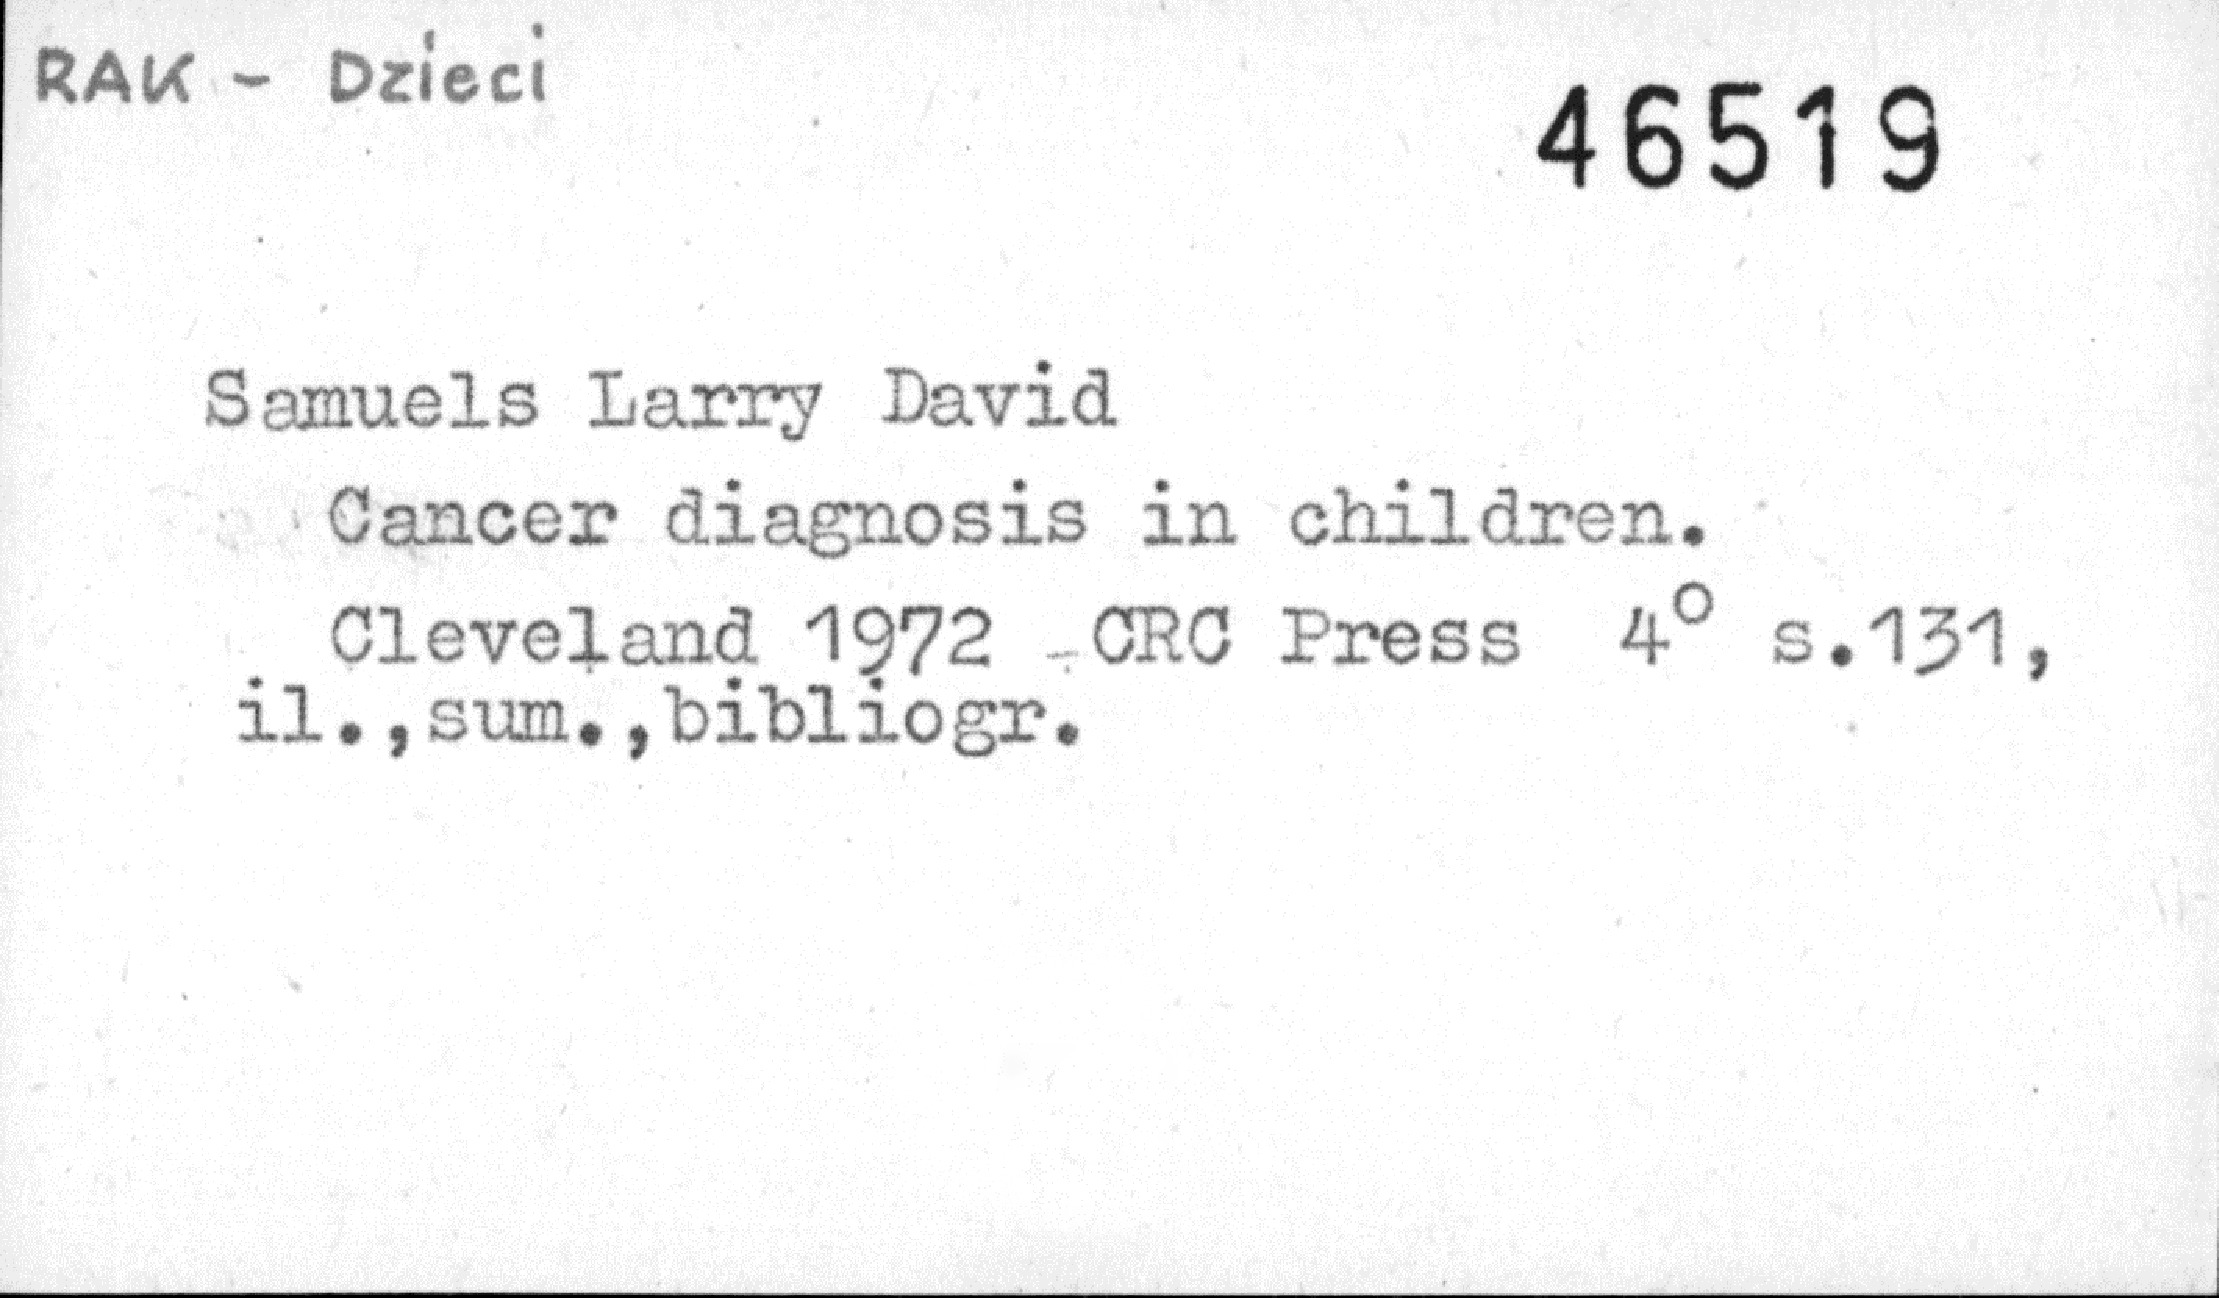 RAK - Dzieci
46519
Samuels Larry David
Cancer diagnosis in children.
Cleveland 1972 - CRC Press 4° s.131,
il.,sum.,bibliogr.